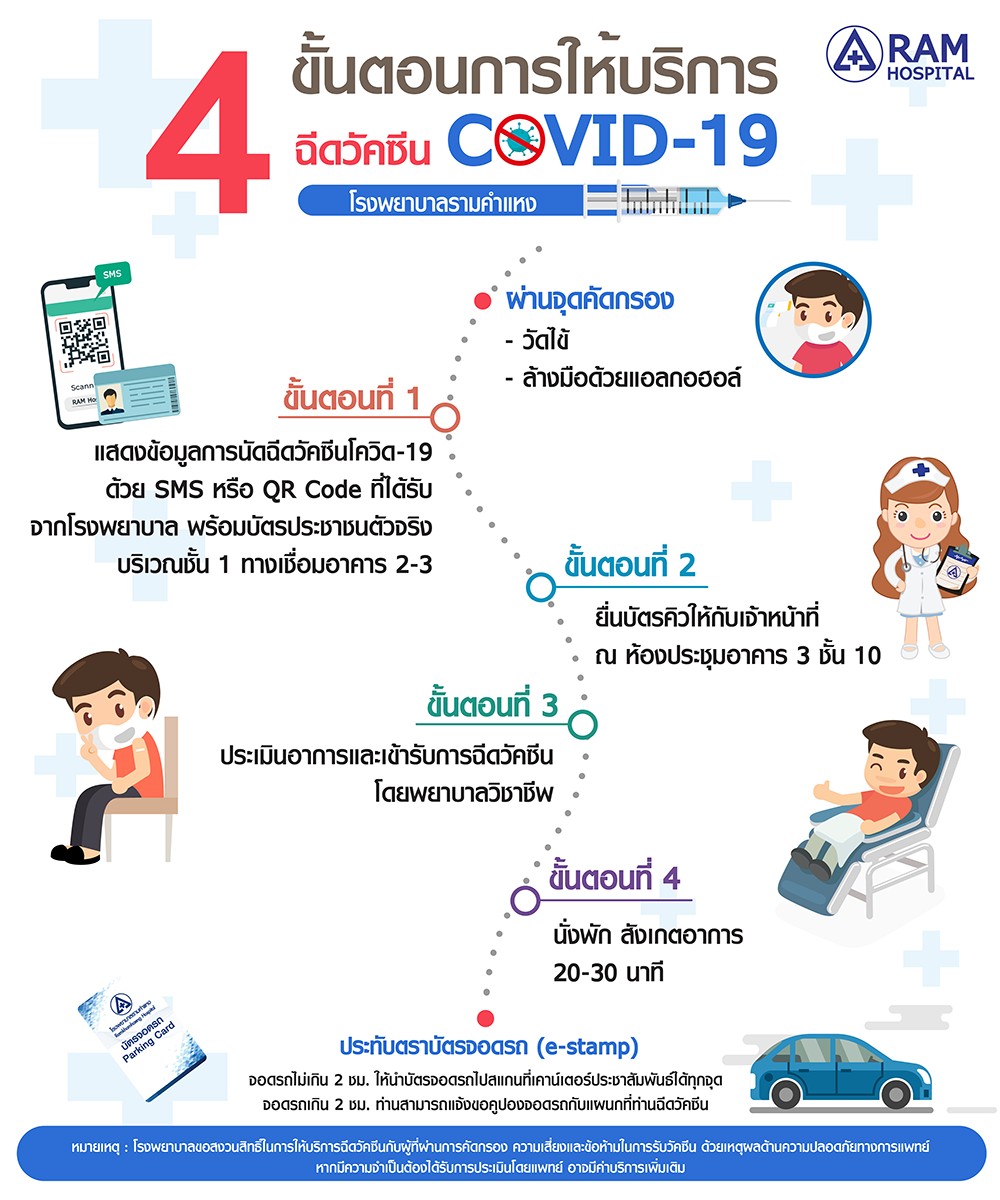 4 ขั้นตอนการให้บริการ
ฉีดวัคซีน COVID-19
โรงพยาบาลรามคำแหง
RAM
HOSPITAL
ผ่านจุดคัดกรอง
- วัดไข้
- ล้างมือด้วยแอลกอฮอล์
SMS
Scann
RAM Ho
ขั้นตอนที่ 1
แสดงข้อมูลการนัดฉีดวัคซีนโควิด-19
ด้วย SMS หรือ QR Code ที่ได้รับ
จากโรงพยาบาล พร้อมบัตรประชาชนตัวจริง
บริเวณชั้น 1 ทางเชื่อมอาคาร 2-3
ขั้นตอนที่ 2
ยื่นบัตรคิวให้กับเจ้าหน้าที่
ณ ห้องประชุมอาคาร 3 ชั้น 10
ขั้นตอนที่ 3
ประเมินอาการและเข้ารับการฉีดวัคซีน
โดยพยาบาลวิชาชีพ
ขั้นตอนที่ 4
นั่งพัก สังเกตอาการ
20-30 นาที
โรงพยาบาลรามคำแหง
Ramkhamhaeng Hospital
บัตรจอดรถ
Parking Card
ประทับตราบัตรจอดรถ (e-stamp)
จอดรถไม่เกิน 2 ชม. ให้นำบัตรจอดรถไปสแกนที่เคาน์เตอร์ประชาสัมพันธ์ได้ทุกจุด
จอดรถเกิน 2 ชม. ท่านสามารถแจ้งขอคูปองจอดรถกับแผนกที่ท่านฉีดวัคซีน
หมายเหตุ : โรงพยาบาลขอสงวนสิทธิ์ในการให้บริการฉีดวัคซีนกับผู้ที่ผ่านการคัดกรอง ความเสี่ยงและข้อห้ามในการรับวัคซีน ด้วยเหตุผลด้านความปลอดภัยทางการแพทย์
หากมีความจำเป็นต้องได้รับการประเมินโดยแพทย์ อาจมีค่าบริการเพิ่มเติม